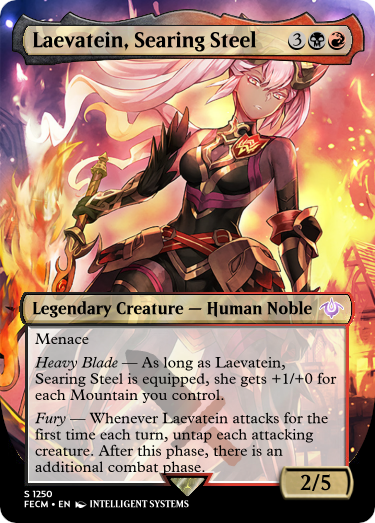 Laevatein, Searing Steel 3
Legendary Creature — Human Noble
Menace
Heavy Blade — As long as Laevatein,
Searing Steel is equipped, she gets +1/+0 for
each Mountain you control.
Fury — Whenever Laevatein attacks for the
first time each turn, untap each attacking
creature. After this phase, there is an
additional combat phase.
2/5
S 1250
FECM • EN INTELLIGENT SYSTEMS